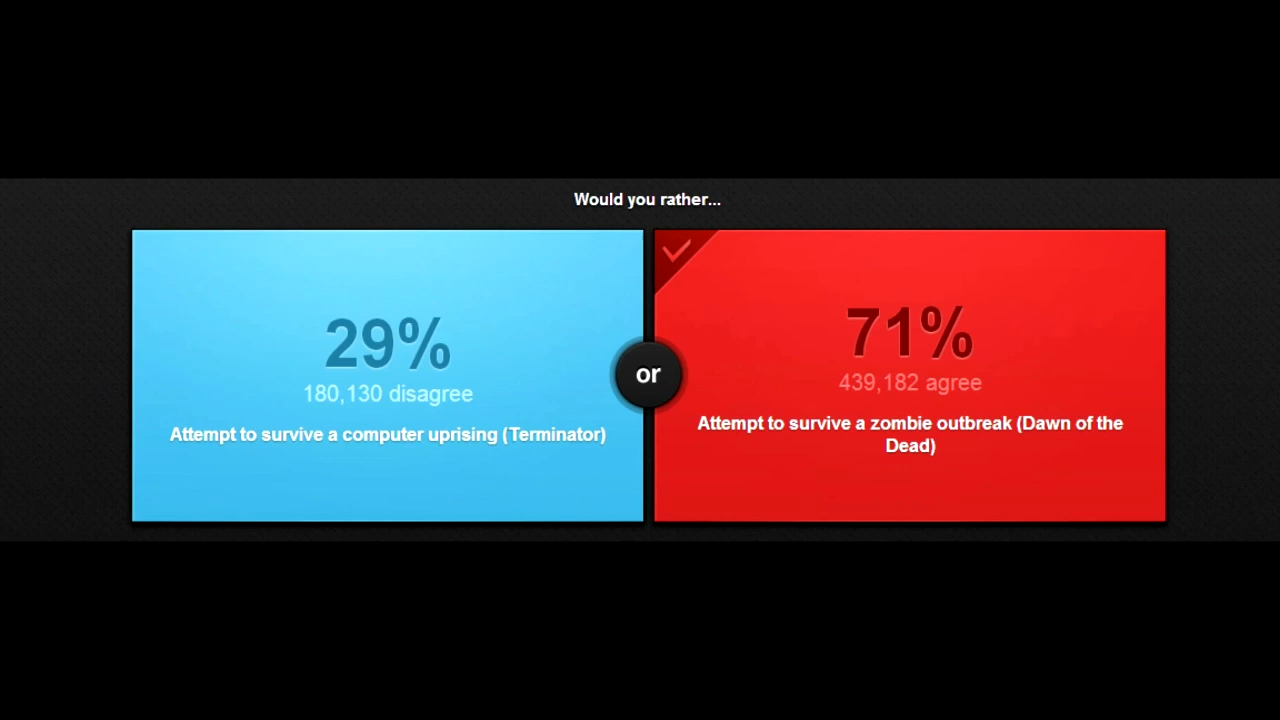 Would you rather...
29%
180,130 disagree
Attempt to survive a computer uprising (Terminator)
or
71%
439,182 agree
Attempt to survive a zombie outbreak (Dawn of the
Dead)